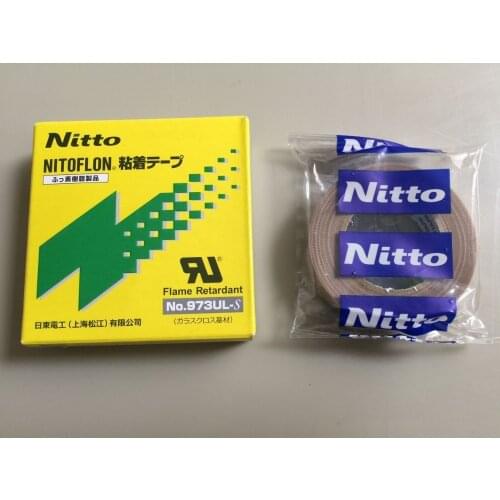 Nitto
NITOFLON® 粘着テープ
ふっ素樹脂製品
RU
Flame Retardant
No.973UL-S
(ガラスクロス基材)
日東電工(上海松江)有限公司
Nitto
Nitto
Nitto